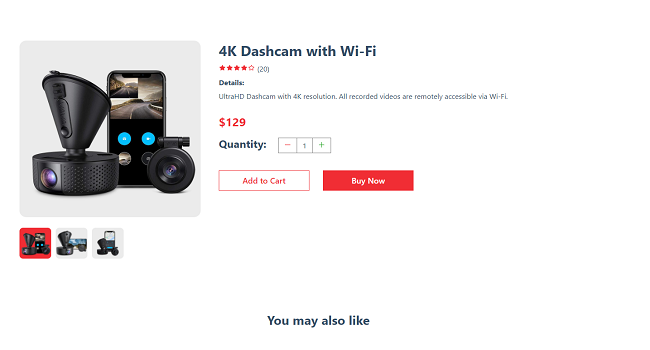 4K Dashcam with Wi-Fi
(20)
Details:
UltraHD Dashcam with 4K resolution. All recorded videos are remotely accessible via Wi-Fi.
$129
Quantity:
− 1 +
Add to Cart
Buy Now
You may also like